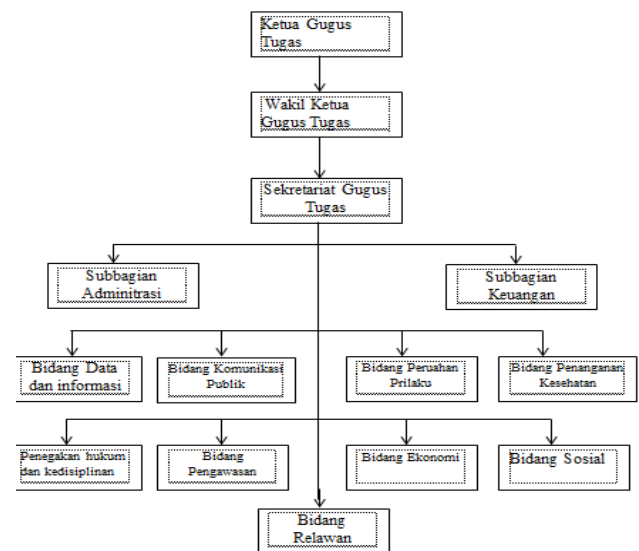 Ketua Gugus
Tugas
Wakil Ketua
Gugus Tugas
Sekretariat Gugus
Tugas
Subbagian
Adminitrasi
Subbagian
Keuangan
Bidang Data
dan informasi
Bidang Komunikasi
Publik
Bidang Peruahan
Prilaku
Bidang Penanganan
Kesehatan
Penegakan hukum
dan kedisiplinan
Bidang
Pengawasan
Bidang Ekonomi
Bidang Sosial
Bidang
Relawan